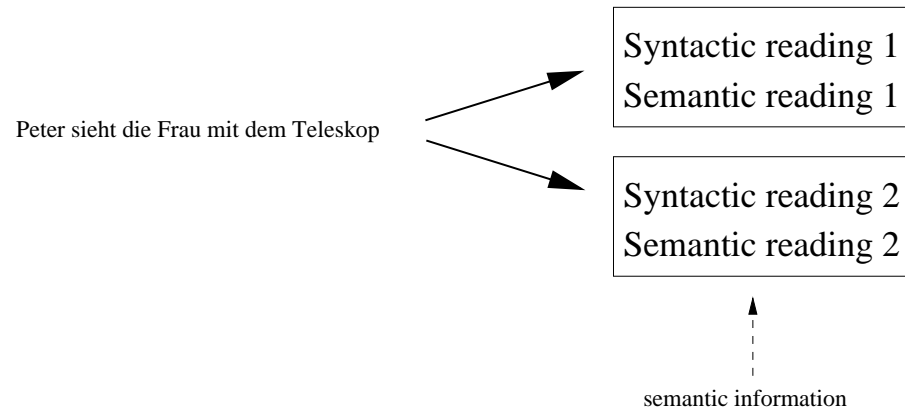 Syntactic reading 1
Semantic reading 1
Peter sieht die Frau mit dem Teleskop
Syntactic reading 2
Semantic reading 2
semantic information